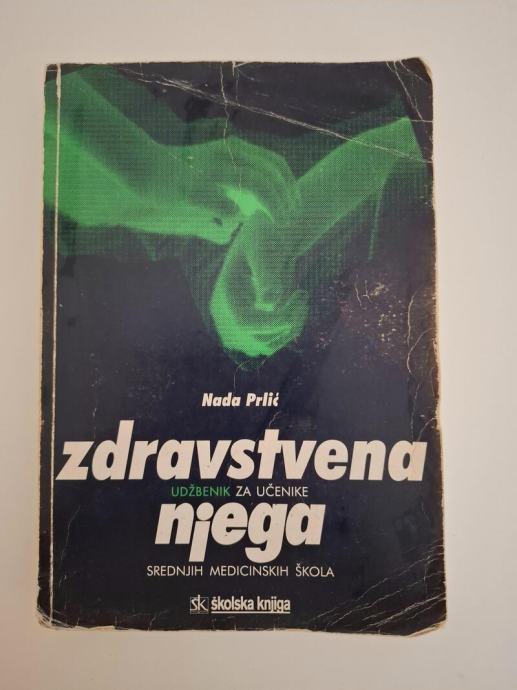 Nada Prlić
zdravstvena
UDŽBENIK ZA UČENIKE
njega
SREDNJIH MEDICINSKIH ŠKOLA
sk školska knjiga